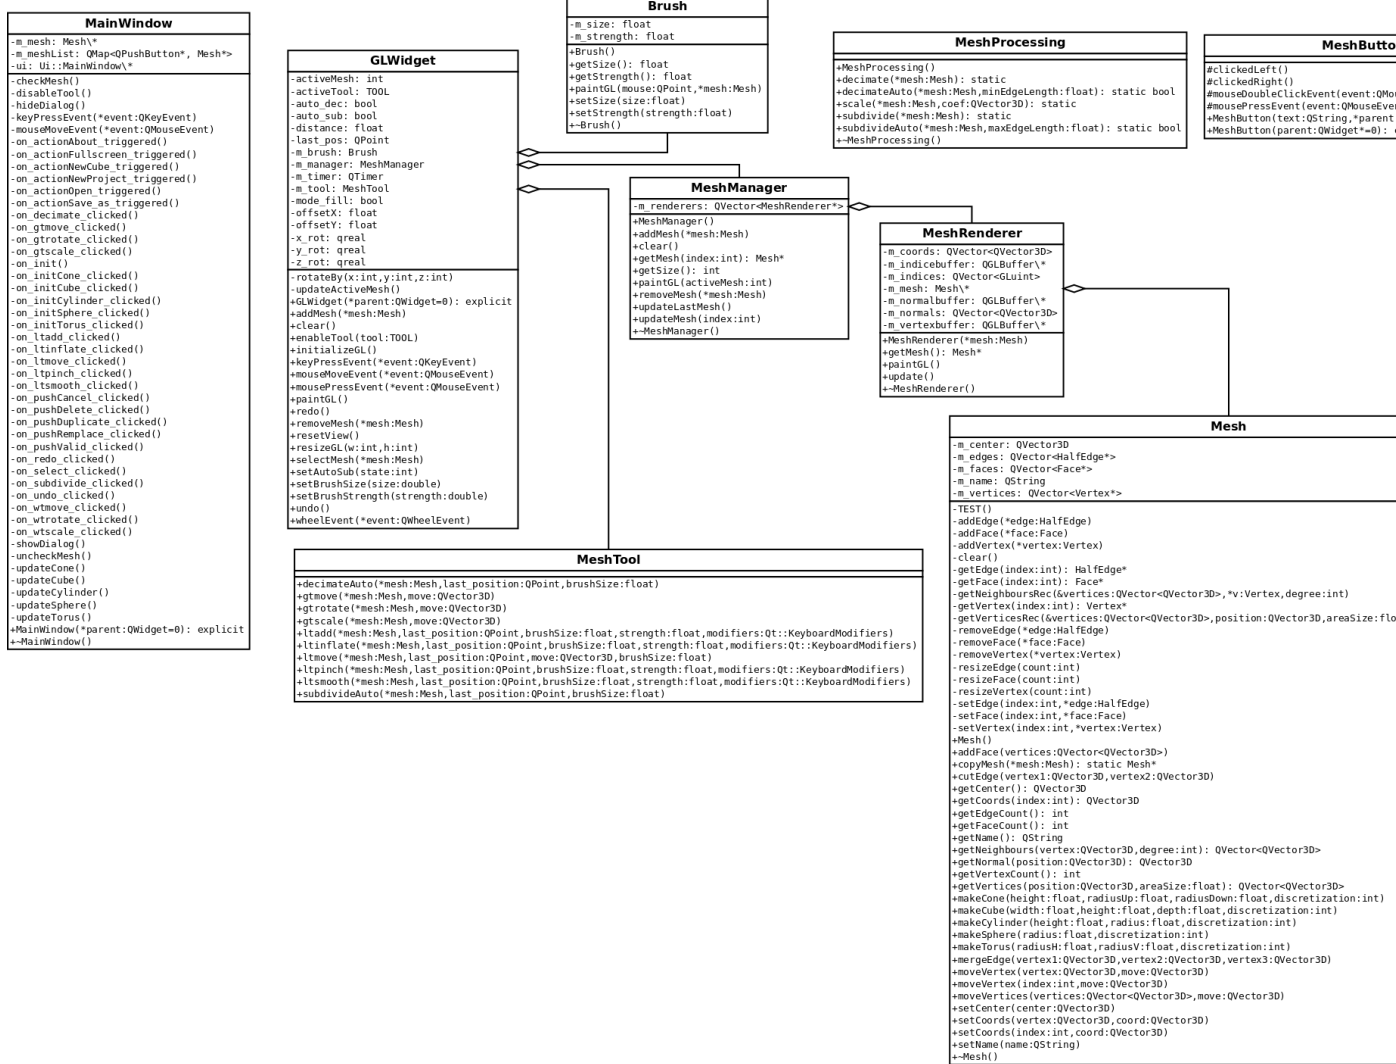 MainWindow
-m_mesh: Mesh\*
-m_meshList: QMap<QPushButton*, Mesh*>
-ui: Ui::MainWindow\*
-checkMesh()
-disableTool()
-hideDialog()
-keyPressEvent(*event:QKeyEvent)
-mouseMoveEvent(*event:QMouseEvent)
-on_actionAbout_triggered()
-on_actionFullscreen_triggered()
-on_actionNewCube_triggered()
-on_actionNewProject_triggered()
-on_actionOpen_triggered()
-on_actionSave_as_triggered()
-on_decimate_clicked()
-on_gtmove_clicked()
-on_gtrotate_clicked()
-on_gtscale_clicked()
-on_init()
-on_initCone_clicked()
-on_initCube_clicked()
-on_initCylinder_clicked()
-on_initSphere_clicked()
-on_initTorus_clicked()
-on_ltadd_clicked()
-on_ltinflate_clicked()
-on_ltmove_clicked()
-on_ltpinch_clicked()
-on_ltsmooth_clicked()
-on_pushCancel_clicked()
-on_pushDelete_clicked()
-on_pushDuplicate_clicked()
-on_pushRemplace_clicked()
-on_pushValid_clicked()
-on_redo_clicked()
-on_select_clicked()
-on_subdivide_clicked()
-on_undo_clicked()
-on_wtmove_clicked()
-on_wtrotate_clicked()
-on_wtscale_clicked()
-showDialog()
-uncheckMesh()
-updateCone()
-updateCube()
-updateCylinder()
-updateSphere()
-updateTorus()
+MainWindow(*parent:QWidget=0): explicit
+~MainWindow()
GLWidget
-activeMesh: int
-activeTool: TOOL
-auto_dec: bool
-auto_sub: bool
-distance: float
-last_pos: QPoint
-m_brush: Brush
-m_manager: MeshManager
-m_timer: QTimer
-m_tool: MeshTool
-mode_fill: bool
-offsetX: float
-offsetY: float
-x_rot: qreal
-y_rot: qreal
-z_rot: qreal
-rotateBy(x:int,y:int,z:int)
-updateActiveMesh()
+GLWidget(*parent:QWidget=0): explicit
+addMesh(*mesh:Mesh)
+clear()
+enableTool(tool:TOOL)
+initializeGL()
+keyPressEvent(*event:QKeyEvent)
+mouseMoveEvent(*event:QMouseEvent)
+mousePressEvent(*event:QMouseEvent)
+paintGL()
+redo()
+removeMesh(*mesh:Mesh)
+resetView()
+resizeGL(w:int,h:int)
+selectMesh(*mesh:Mesh)
+setAutoSub(state:int)
+setBrushSize(size:double)
+setBrushStrength(strength:double)
+undo()
+wheelEvent(*event:QWheelEvent)
Brush
-m_size: float
-m_strength: float
+Brush()
+getSize(): float
+getStrength(): float
+paintGL(mouse:QPoint,*mesh:Mesh)
+setSize(size:float)
+setStrength(strength:float)
+~Brush()
MeshProcessing
+MeshProcessing()
+decimate(*mesh:Mesh): static
+decimateAuto(*mesh:Mesh,minEdgeLength:float): static bool
+scale(*mesh:Mesh,coef:QVector3D): static
+subdivide(*mesh:Mesh): static
+subdivideAuto(*mesh:Mesh,maxEdgeLength:float): static bool
+~MeshProcessing()
MeshButto
#clickedLeft()
#clickedRight()
#mouseDoubleClickEvent(event:QMou
#mousePressEvent(event:QMouseEve
+MeshButton(text:QString,*parent
+MeshButton(parent:QWidget*=0):
MeshManager
-m_renderers: QVector<MeshRenderer*>
+MeshManager()
+addMesh(*mesh:Mesh)
+clear()
+getMesh(index:int): Mesh*
+getSize(): int
+paintGL(activeMesh:int)
+removeMesh(*mesh:Mesh)
+updateLastMesh()
+updateMesh(index:int)
+~MeshManager()
MeshRenderer
-m_coords: QVector<QVector3D>
-m_indicebuffer: QGLBuffer\*
-m_indices: QVector<GLuint>
-m_mesh: Mesh\*
-m_normalbuffer: QGLBuffer\*
-m_normals: QVector<QVector3D>
-m_vertexbuffer: QGLBuffer\*
+MeshRenderer(*mesh:Mesh)
+getMesh(): Mesh*
+paintGL()
+update()
+~MeshRenderer()
MeshTool
+decimateAuto(*mesh:Mesh,last_position:QPoint,brushSize:float)
+gtmove(*mesh:Mesh,move:QVector3D)
+gtrotate(*mesh:Mesh,move:QVector3D)
+gtscale(*mesh:Mesh,move:QVector3D)
+ltadd(*mesh:Mesh,last_position:QPoint,brushSize:float,strength:float,modifiers:Qt::KeyboardModifiers)
+ltinflate(*mesh:Mesh,last_position:QPoint,brushSize:float,strength:float,modifiers:Qt::KeyboardModifiers)
+ltmove(*mesh:Mesh,last_position:QPoint,move:QVector3D,brushSize:float)
+ltpinch(*mesh:Mesh,last_position:QPoint,brushSize:float,strength:float,modifiers:Qt::KeyboardModifiers)
+ltsmooth(*mesh:Mesh,last_position:QPoint,brushSize:float,strength:float,modifiers:Qt::KeyboardModifiers)
+subdivideAuto(*mesh:Mesh,last_position:QPoint,brushSize:float)
Mesh
-m_center: QVector3D
-m_edges: QVector<HalfEdge*>
-m_faces: QVector<Face*>
-m_name: QString
-m_vertices: QVector<Vertex*>
-TEST()
-addEdge(*edge:HalfEdge)
-addFace(*face:Face)
-addVertex(*vertex:Vertex)
-clear()
-getEdge(index:int): HalfEdge*
-getFace(index:int): Face*
-getNeighboursRec(&vertices:QVector<QVector3D>,*v:Vertex,degree:int)
-getVertex(index:int): Vertex*
-getVerticesRec(&vertices:QVector<QVector3D>,position:QVector3D,areaSize:flo
-removeEdge(*edge:HalfEdge)
-removeFace(*face:Face)
-removeVertex(*vertex:Vertex)
-resizeEdge(count:int)
-resizeFace(count:int)
-resizeVertex(count:int)
-setEdge(index:int,*edge:HalfEdge)
-setFace(index:int,*face:Face)
-setVertex(index:int,*vertex:Vertex)
+Mesh()
+addFace(vertices:QVector<QVector3D>)
+copyMesh(*mesh:Mesh): static Mesh*
+cutEdge(vertex1:QVector3D,vertex2:QVector3D)
+getCenter(): QVector3D
+getCoords(index:int): QVector3D
+getEdgeCount(): int
+getFaceCount(): int
+getName(): QString
+getNeighbours(vertex:QVector3D,degree:int): QVector<QVector3D>
+getNormal(position:QVector3D): QVector3D
+getVertexCount(): int
+getVertices(position:QVector3D,areaSize:float): QVector<QVector3D>
+makeCone(height:float,radiusUp:float,radiusDown:float,discretization:int)
+makeCube(width:float,height:float,depth:float,discretization:int)
+makeCylinder(height:float,radius:float,discretization:int)
+makeSphere(radius:float,discretization:int)
+makeTorus(radiusH:float,radiusV:float,discretization:int)
+mergeEdge(vertex1:QVector3D,vertex2:QVector3D,vertex3:QVector3D)
+moveVertex(vertex:QVector3D,move:QVector3D)
+moveVertex(index:int,move:QVector3D)
+moveVertices(vertices:QVector<QVector3D>,move:QVector3D)
+setCenter(center:QVector3D)
+setCoords(vertex:QVector3D,coord:QVector3D)
+setCoords(index:int,coord:QVector3D)
+setName(name:QString)
+~Mesh()